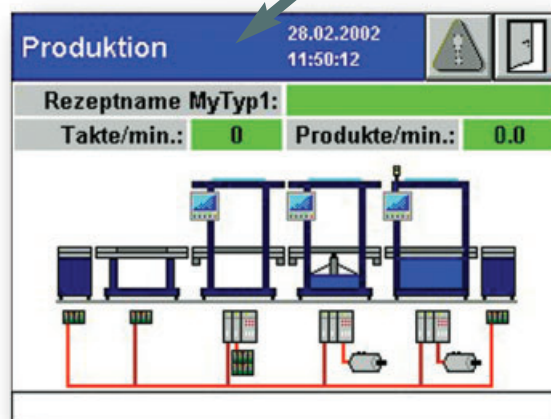 Produktion
28.02.2002
11:50:12
Rezeptname MyTyp1:
Takte/min.: 0 Produkte/min.: 0.0